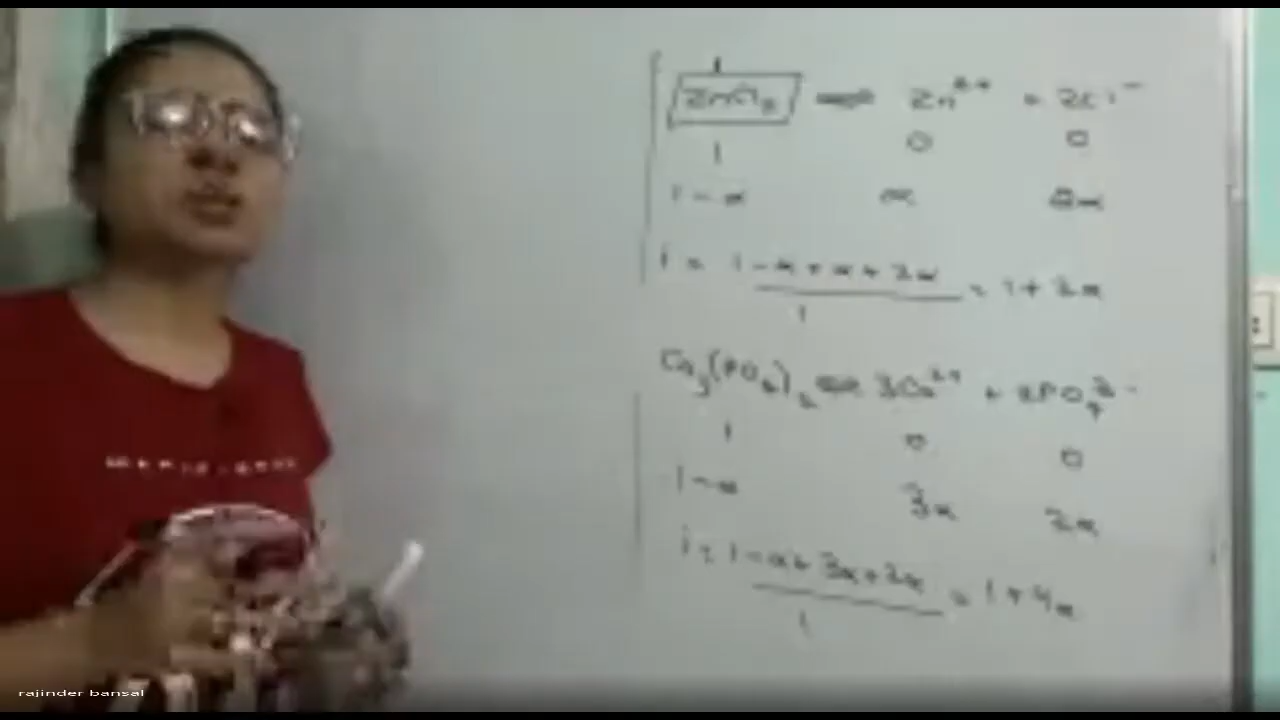 1
ZnCl₂ ⇌ Zn²⁺ + 2Cl⁻
1 0 0
1-α α 2α
i = 1-α+α+2α / 1 = 1+2α
Ca₃(PO₄)₂ ⇌ 3Ca²⁺ + 2PO₄³⁻
1 0 0
1-α 3α 2α
i = 1-α+3α+2α / 1 = 1+4α
rajinder bansal